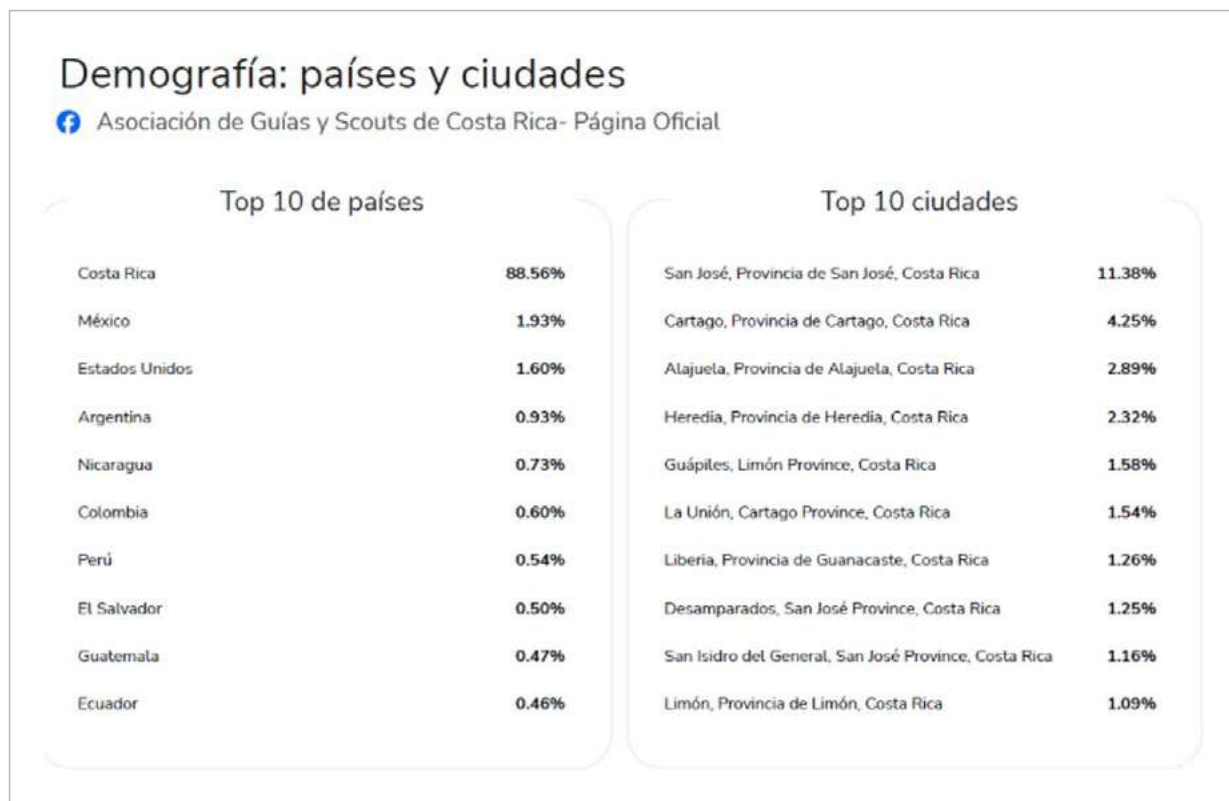 Demografía: países y ciudades
Asociación de Guías y Scouts de Costa Rica- Página Oficial
Top 10 de países
Costa Rica 88.56%
México 1.93%
Estados Unidos 1.60%
Argentina 0.93%
Nicaragua 0.73%
Colombia 0.60%
Perú 0.54%
El Salvador 0.50%
Guatemala 0.47%
Ecuador 0.46%
Top 10 ciudades
San José, Provincia de San José, Costa Rica 11.38%
Cartago, Provincia de Cartago, Costa Rica 4.25%
Alajuela, Provincia de Alajuela, Costa Rica 2.89%
Heredia, Provincia de Heredia, Costa Rica 2.32%
Guápiles, Limón Province, Costa Rica 1.58%
La Unión, Cartago Province, Costa Rica 1.54%
Liberia, Provincia de Guanacaste, Costa Rica 1.26%
Desamparados, San José Province, Costa Rica 1.25%
San Isidro del General, San José Province, Costa Rica 1.16%
Limón, Provincia de Limón, Costa Rica 1.09%